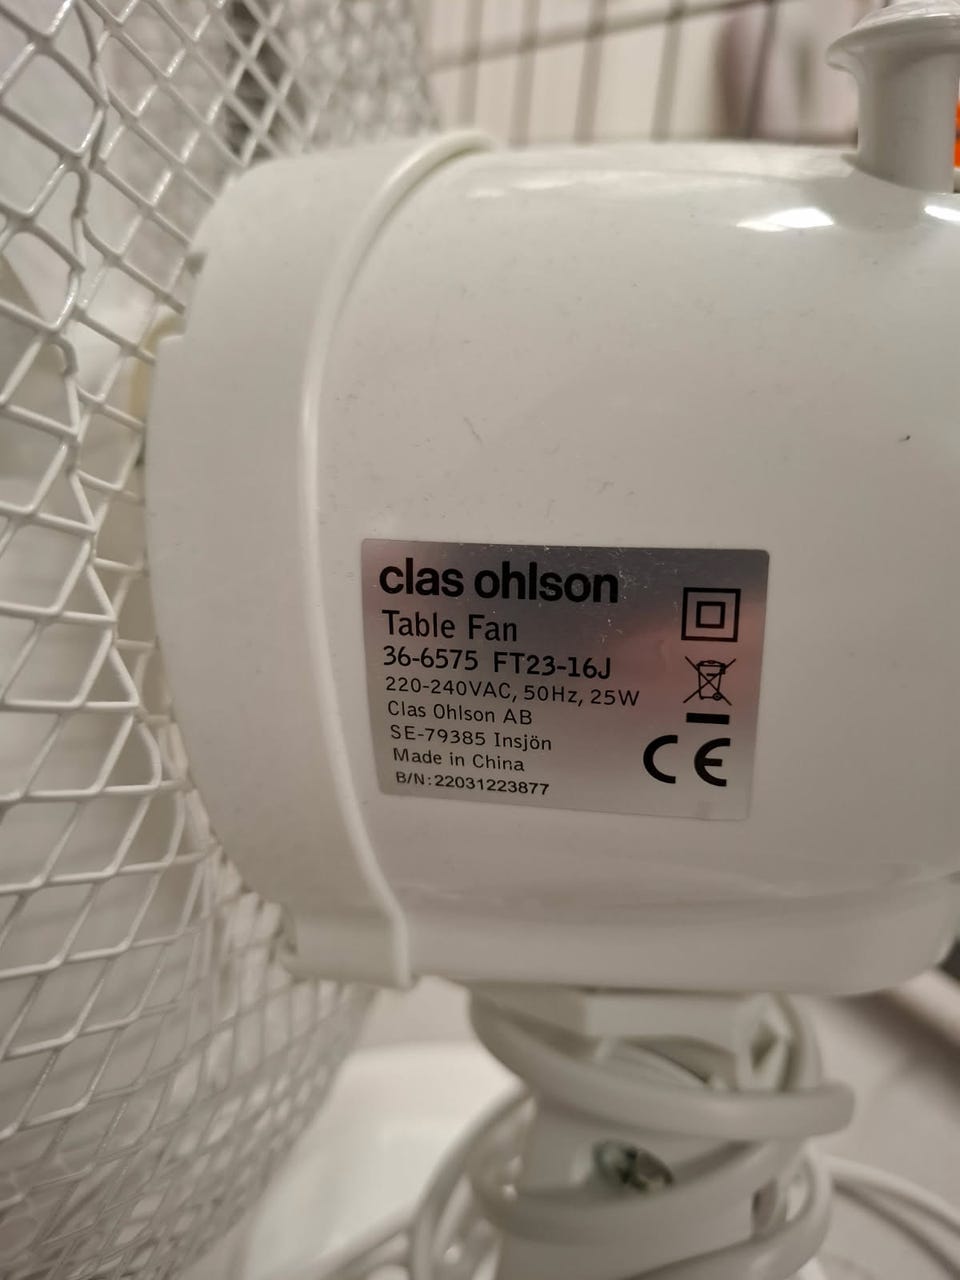 clas ohlson
Table Fan
36-6575 FT23-16J
220-240VAC, 50Hz, 25W
Clas Ohlson AB
SE-79385 Insjön
Made in China
B/N:22031223877
CE